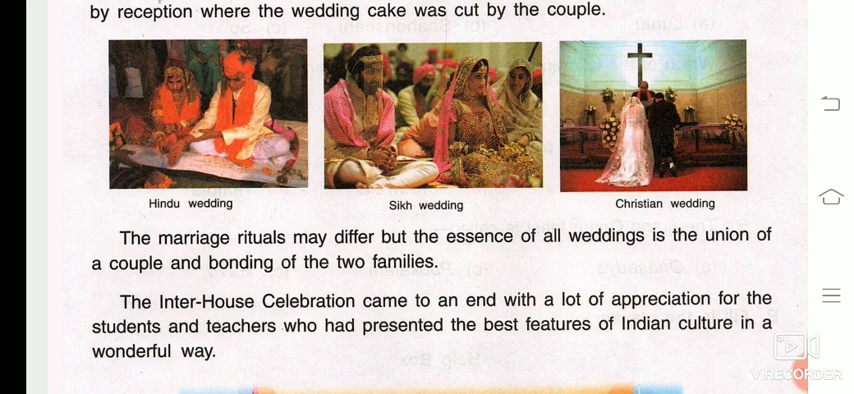 by reception where the wedding cake was cut by the couple.
Hindu wedding
Sikh wedding
Christian wedding
The marriage rituals may differ but the essence of all weddings is the union of
a couple and bonding of the two families.
The Inter-House Celebration came to an end with a lot of appreciation for the
students and teachers who had presented the best features of Indian culture in a
wonderful way.
V RECORDER